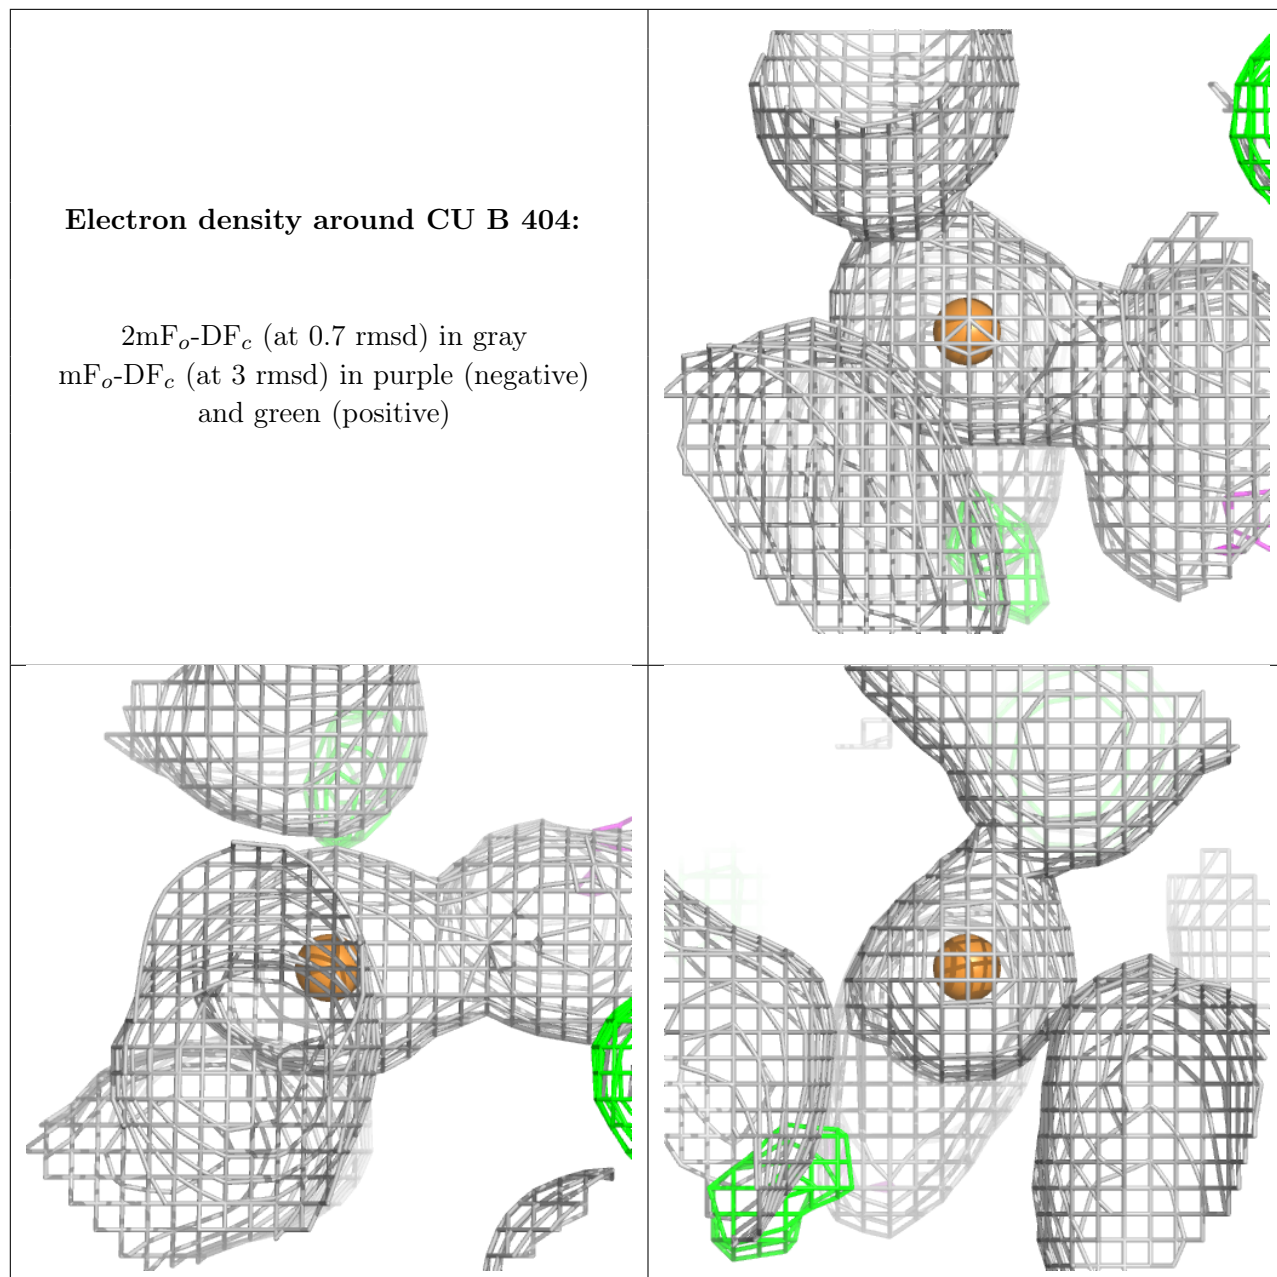 Electron density around CU B 404:
2mFo-DFc (at 0.7 rmsd) in gray
mFo-DFc (at 3 rmsd) in purple (negative)
and green (positive)